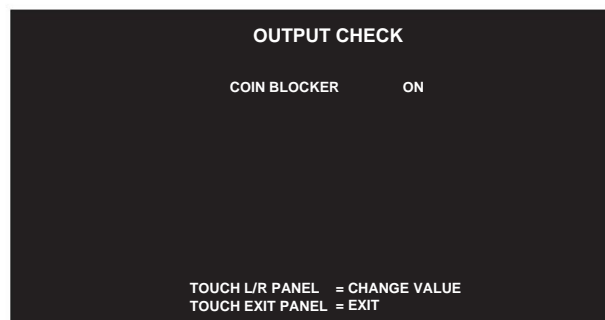 OUTPUT CHECK
COIN BLOCKER ON
TOUCH L/R PANEL = CHANGE VALUE
TOUCH EXIT PANEL = EXIT